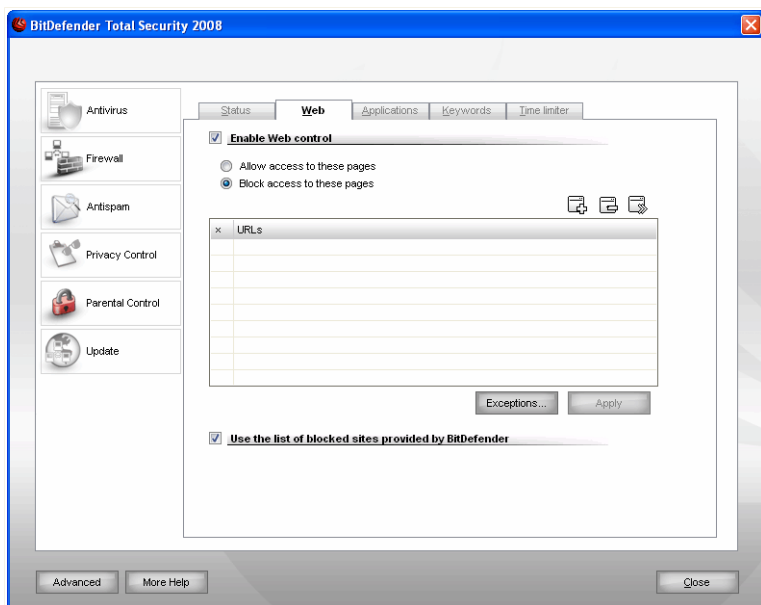 BitDefender Total Security 2008
Antivirus
Firewall
Antispam
Privacy Control
Parental Control
Update
Status Web Applications Keywords Time limiter
Enable Web control
Allow access to these pages
Block access to these pages
× URLs
Exceptions... Apply
Use the list of blocked sites provided by BitDefender
Advanced More Help Close